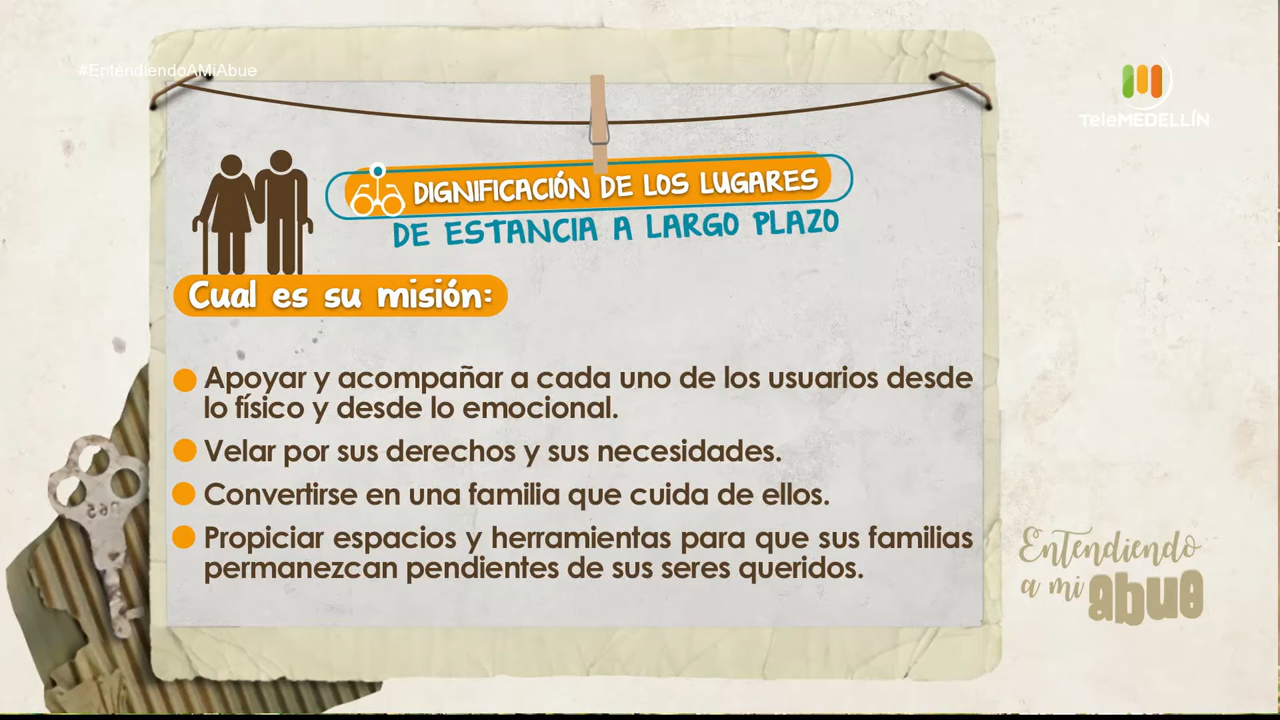 #EntendiendoAMiAbue
TeleMEDELLÍN
DIGNIFICACIÓN DE LOS LUGARES
DE ESTANCIA A LARGO PLAZO
Cual es su misión:
Apoyar y acompañar a cada uno de los usuarios desde
lo físico y desde lo emocional.
Velar por sus derechos y sus necesidades.
Convertirse en una familia que cuida de ellos.
Propiciar espacios y herramientas para que sus familias
permanezcan pendientes de sus seres queridos.
Entendiendo
a mi abue